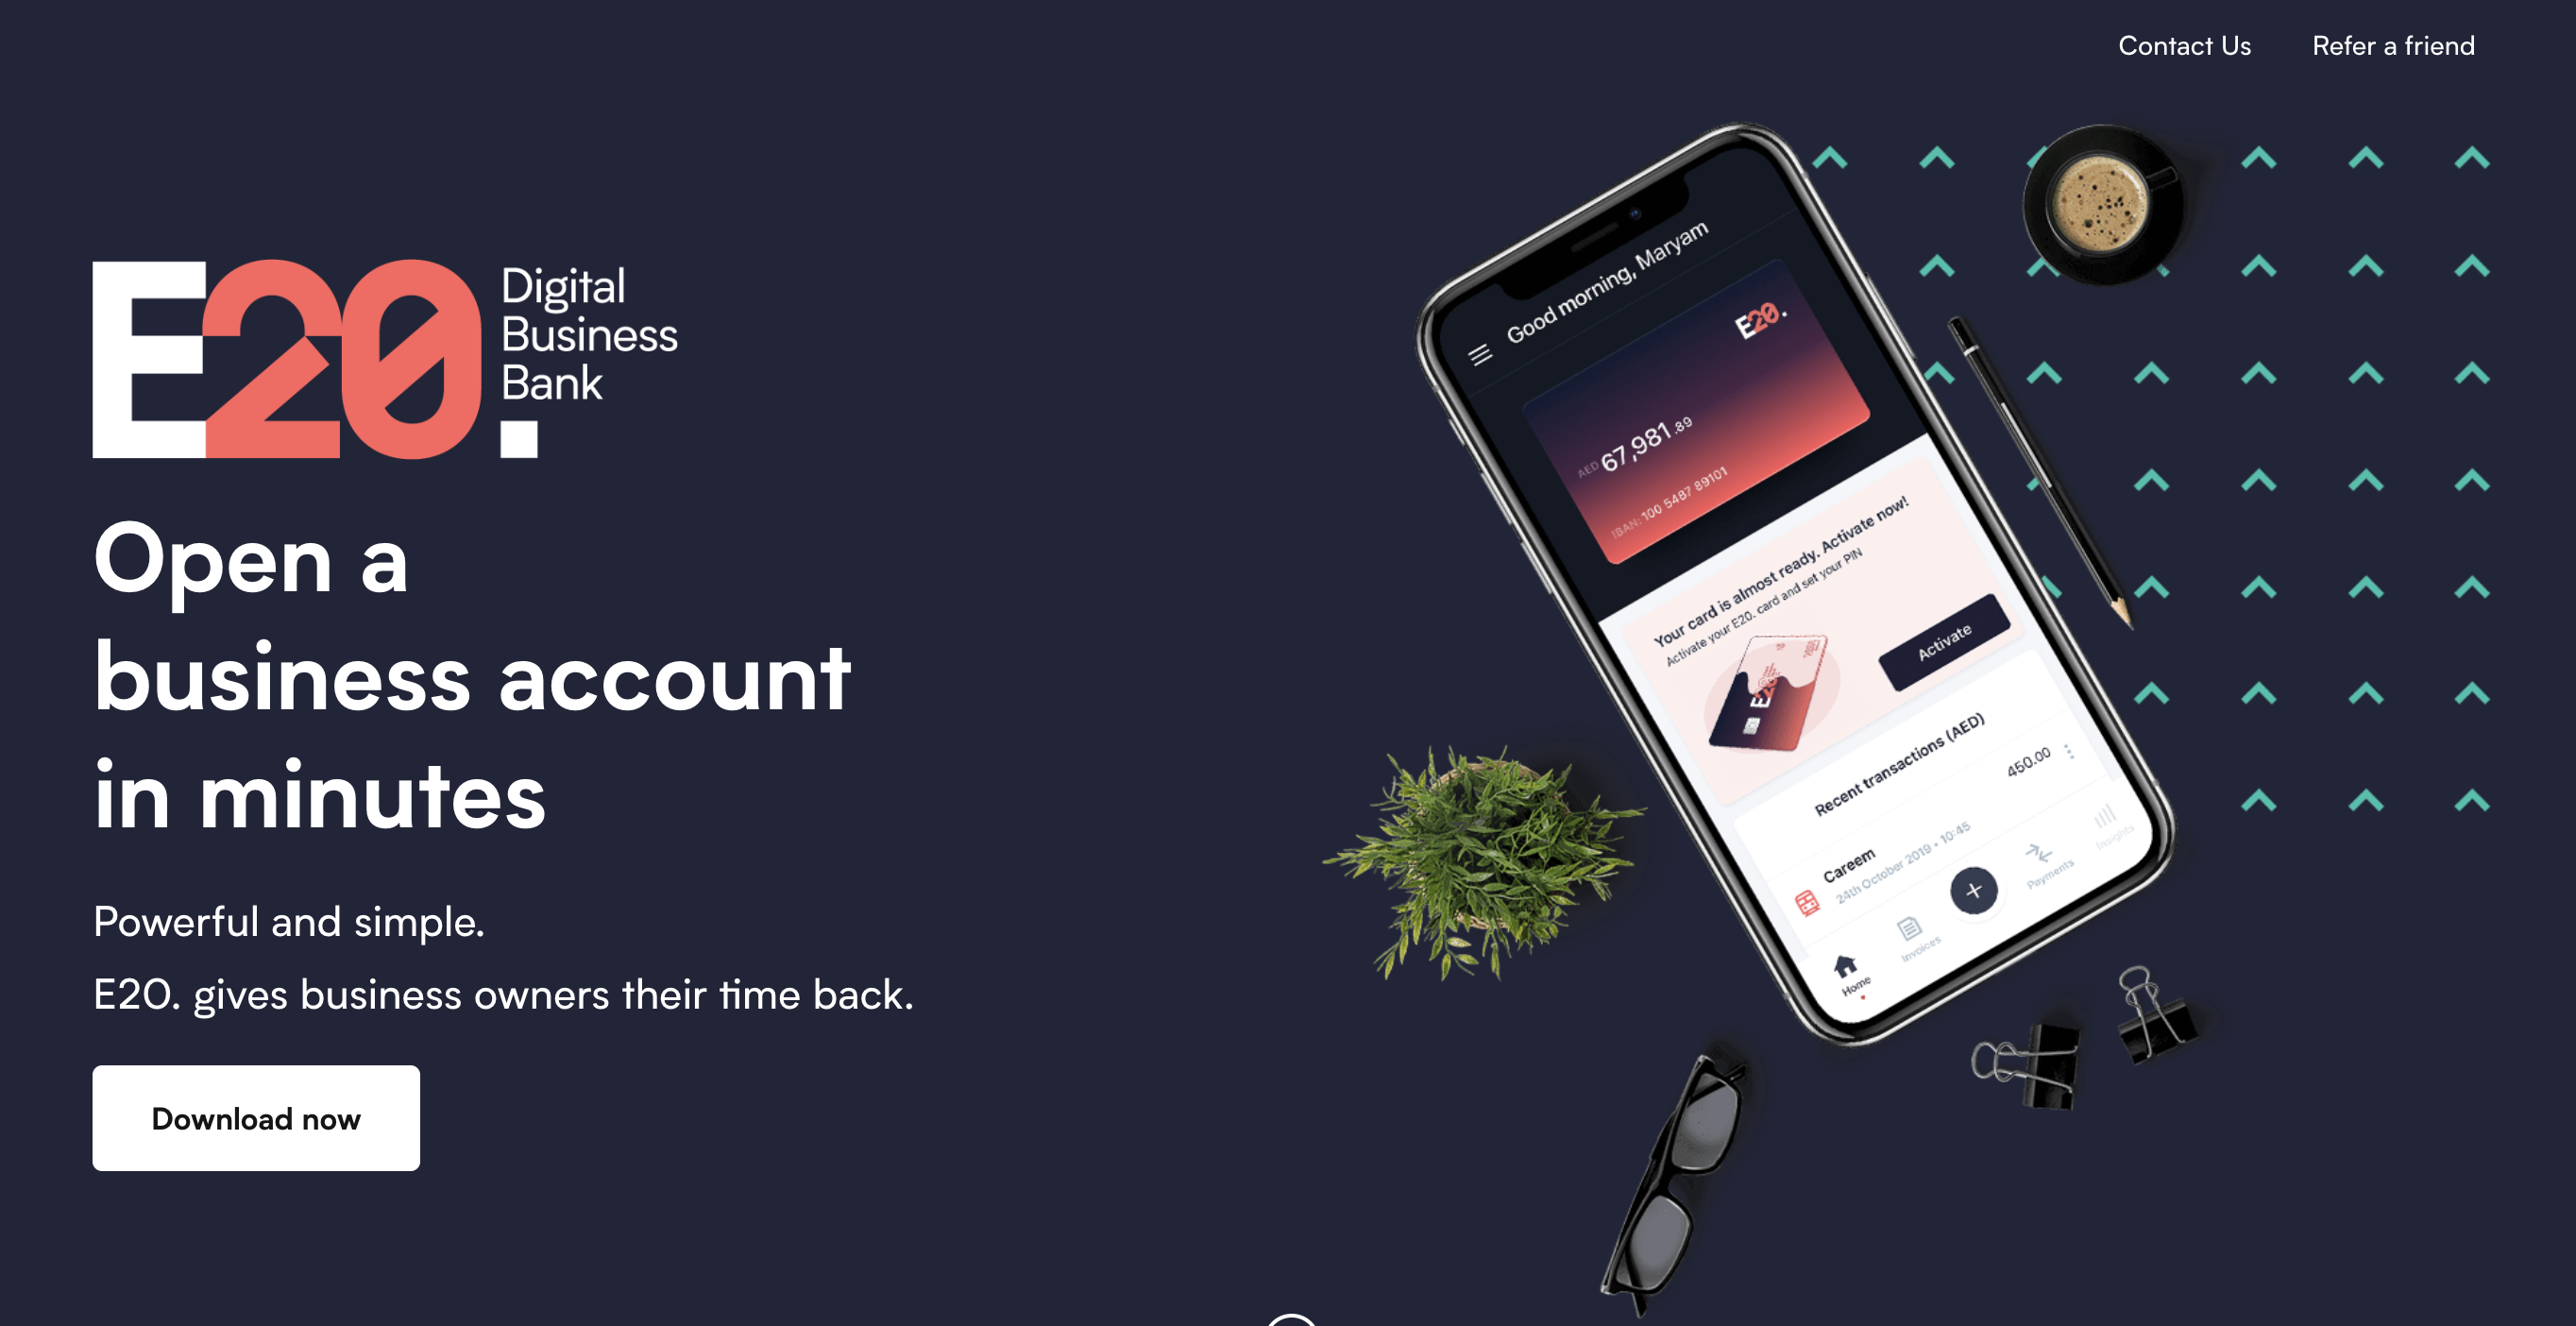 Contact Us
Refer a friend
E20.
Digital
Business
Bank
Open a
business account
in minutes
Powerful and simple.
E20. gives business owners their time back.
Download now
Good morning, Maryam
E20.
AED 67,981.89
IBAN: 100 5487 89101
Your card is almost ready. Activate now!
Activate your E20. card and set your PIN
E20
Activate
Recent transactions (AED)
Careem
450.00
24th October 2019 • 10:45
Home
Invoices
Payments
Insights